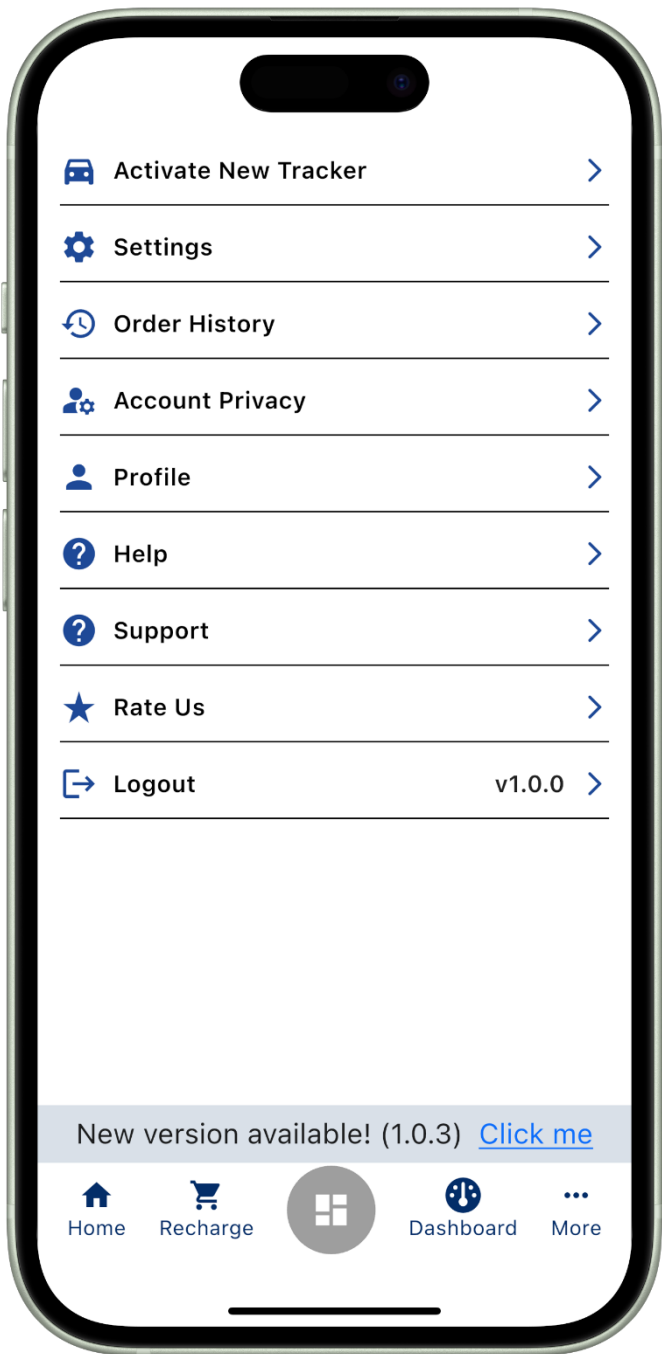 Activate New Tracker
Settings
Order History
Account Privacy
Profile
Help
Support
Rate Us
Logout v1.0.0
New version available! (1.0.3) Click me
Home Recharge Dashboard More